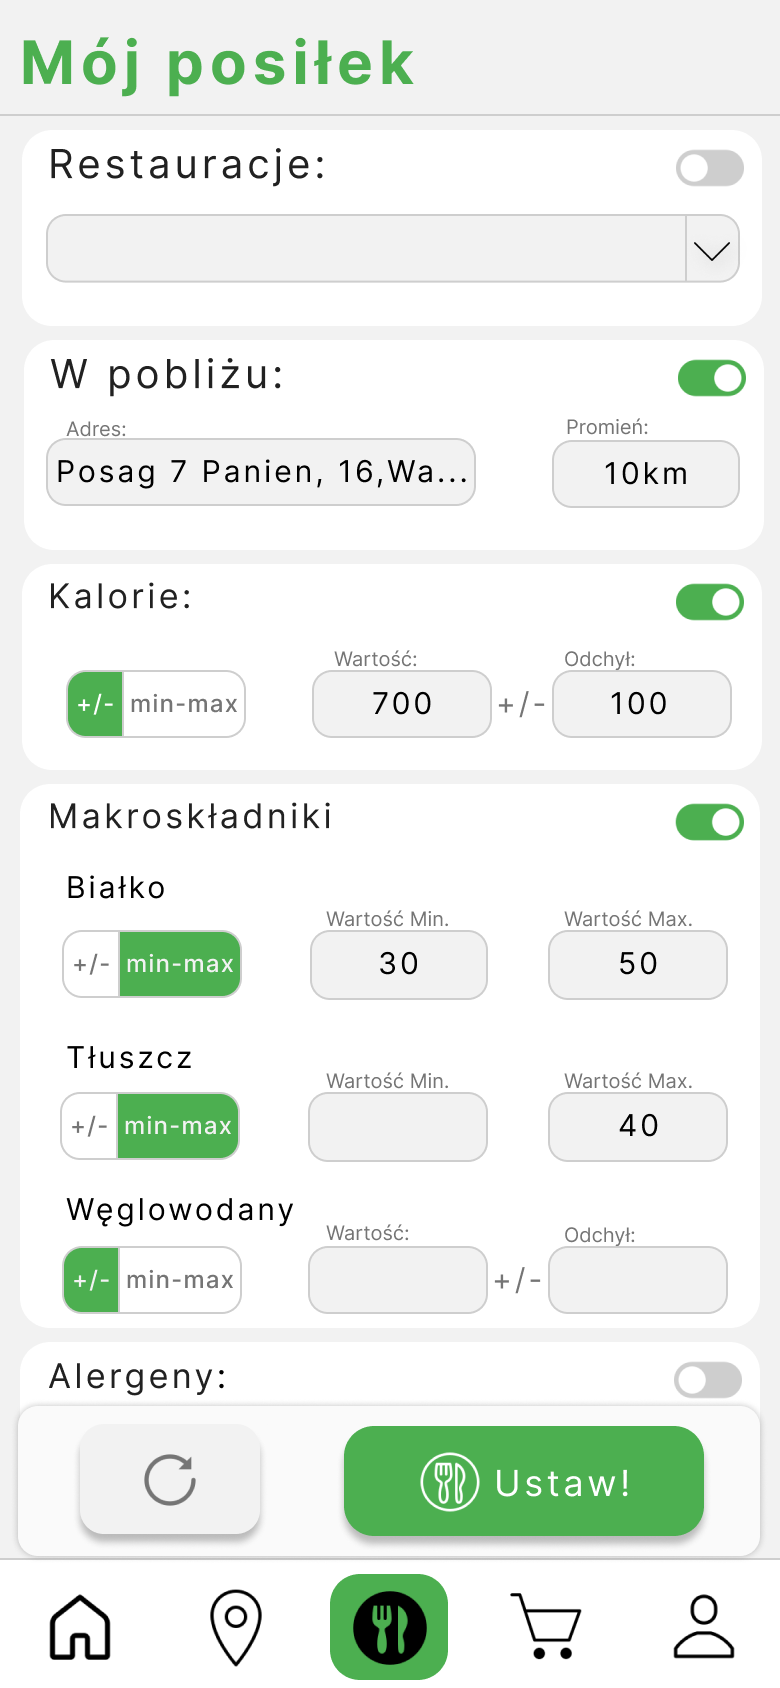 Mój posiłek
Restauracje:
W pobliżu:
Adres: Promień:
Posag 7 Panien, 16,Wa... 10km
Kalorie:
Wartość: Odchył:
+/- min-max 700 +/- 100
Makroskładniki
Białko
Wartość Min. Wartość Max.
+/- min-max 30 50
Tłuszcz
Wartość Min. Wartość Max.
+/- min-max 40
Węglowodany
Wartość: Odchył:
+/- min-max +/-
Alergeny:
Ustaw!